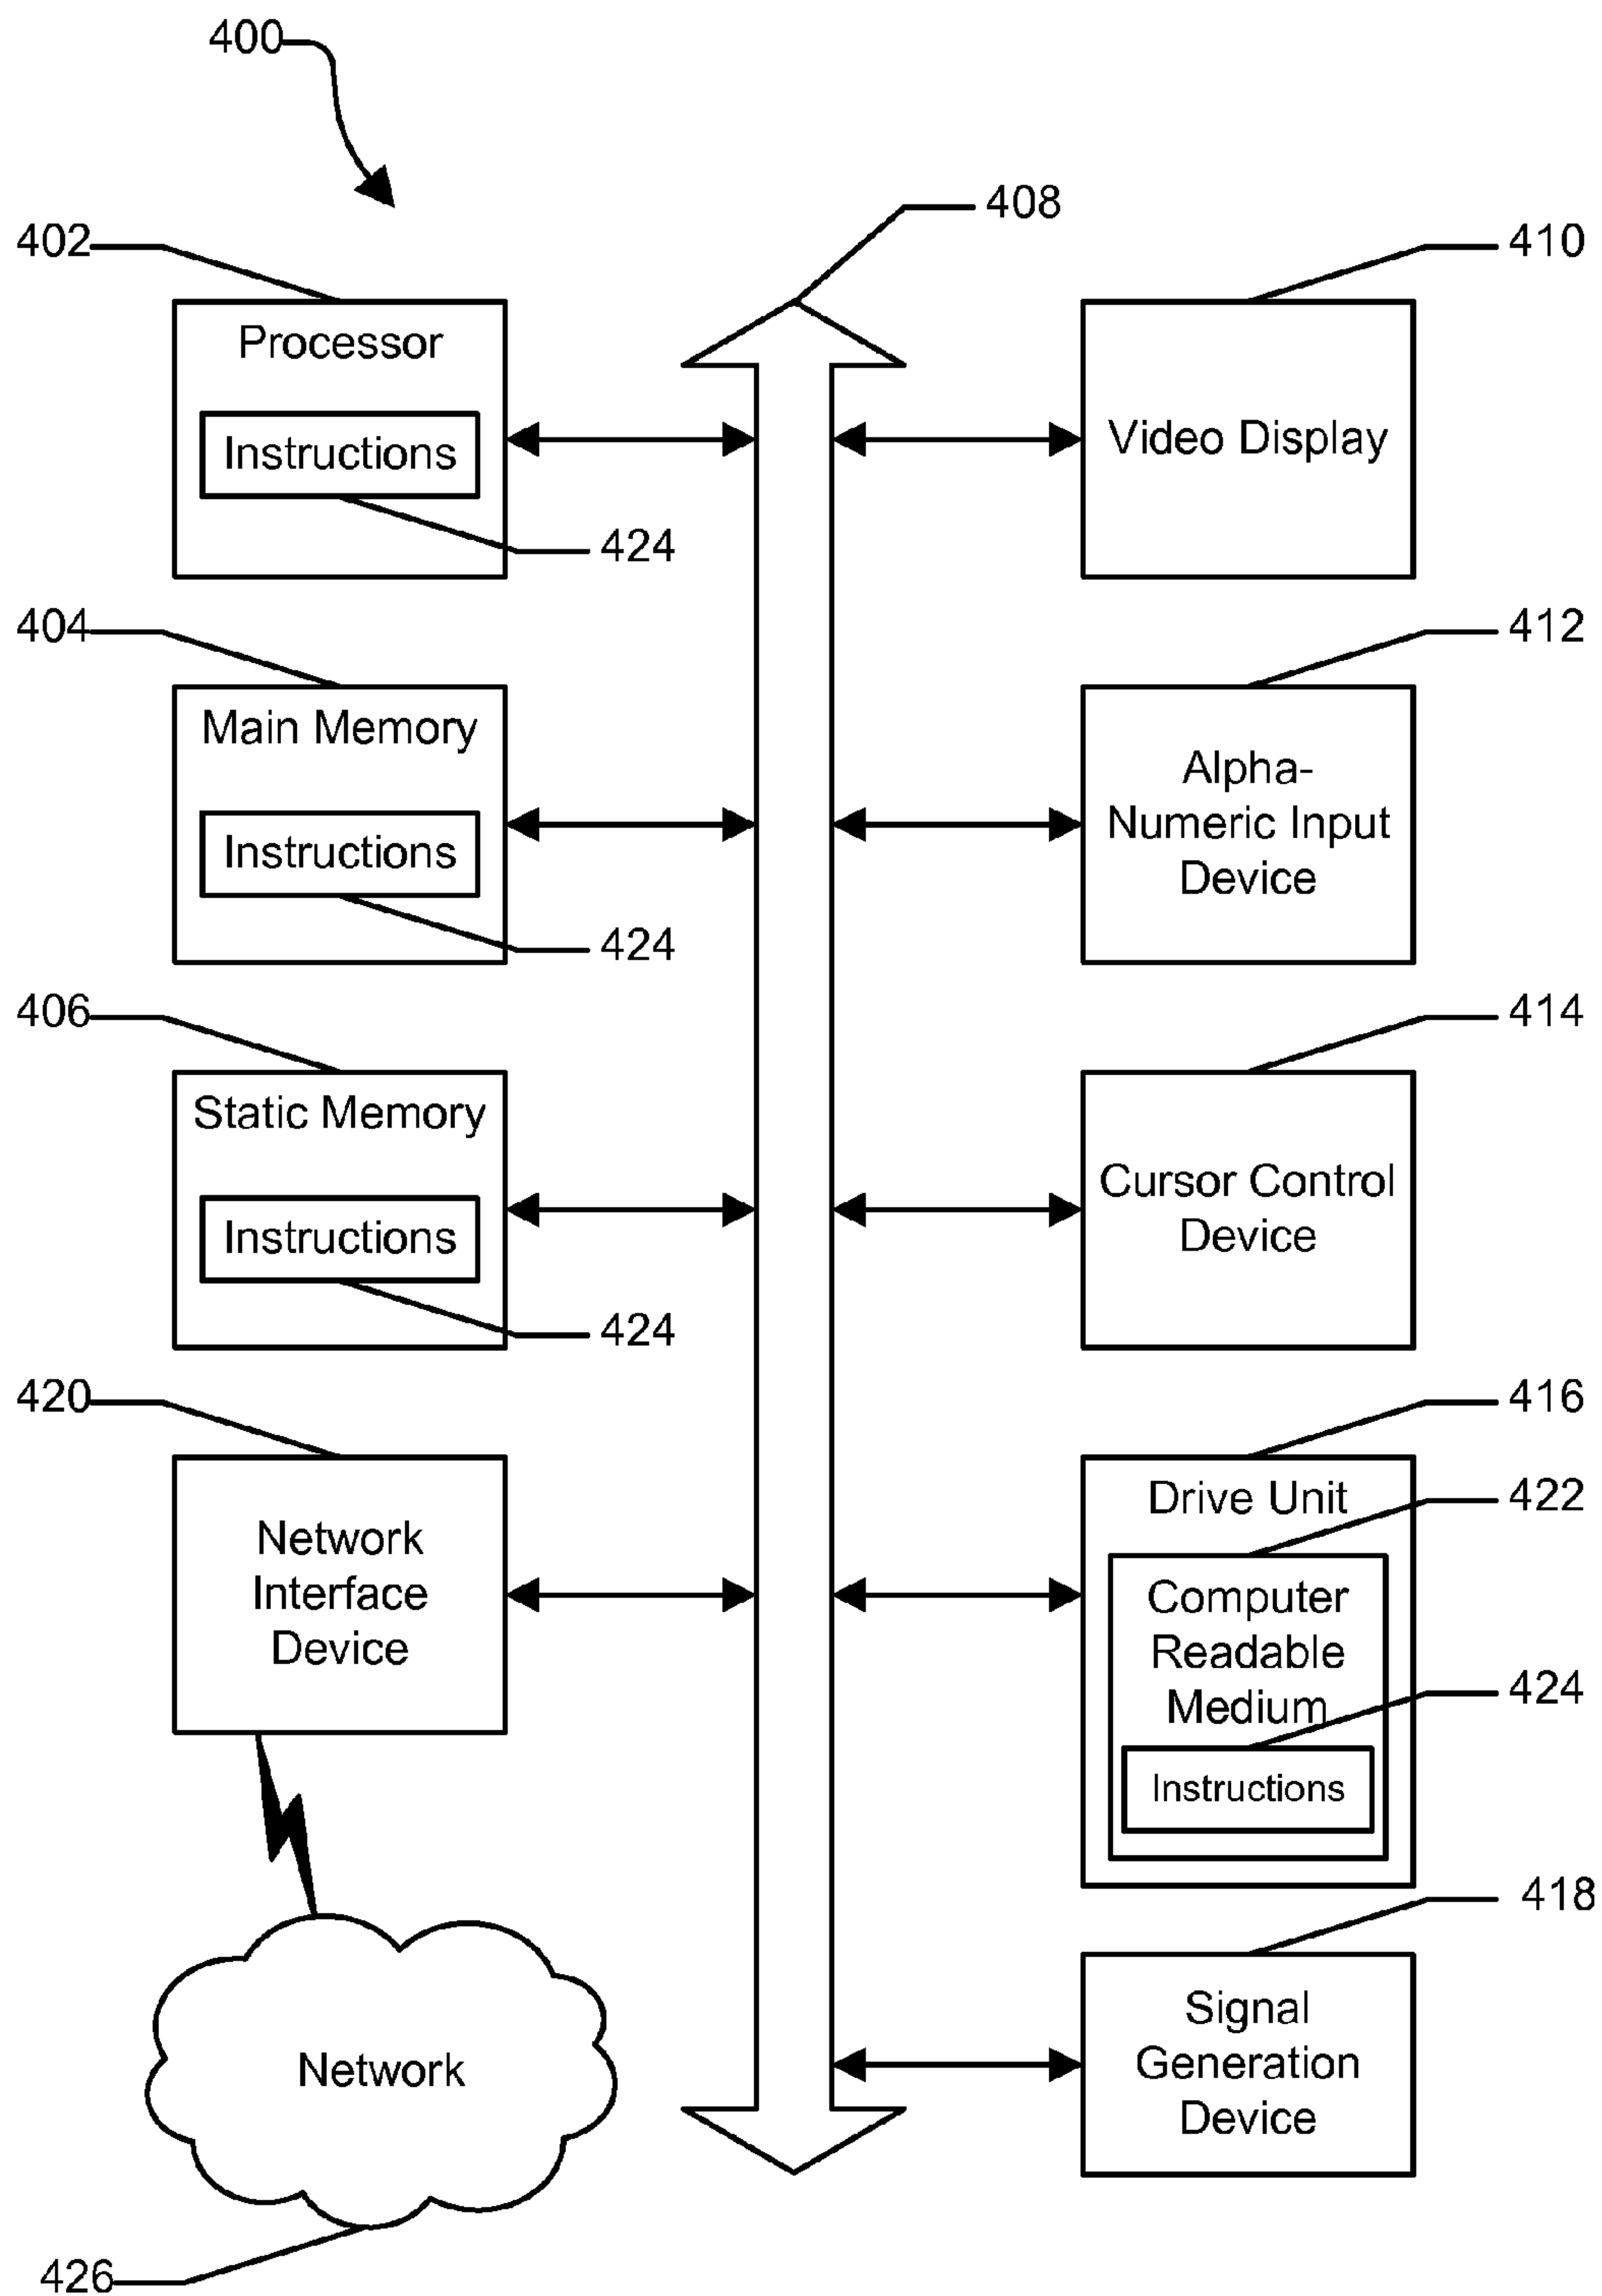 400
408
402
410
Processor
Instructions
424
Video Display
404
412
Main Memory
Instructions
424
Alpha-
Numeric Input
Device
406
414
Static Memory
Instructions
424
Cursor Control
Device
420
416
Network
Interface
Device
Drive Unit
422
Computer
Readable
Medium
424
Instructions
418
Signal
Generation
Device
Network
426